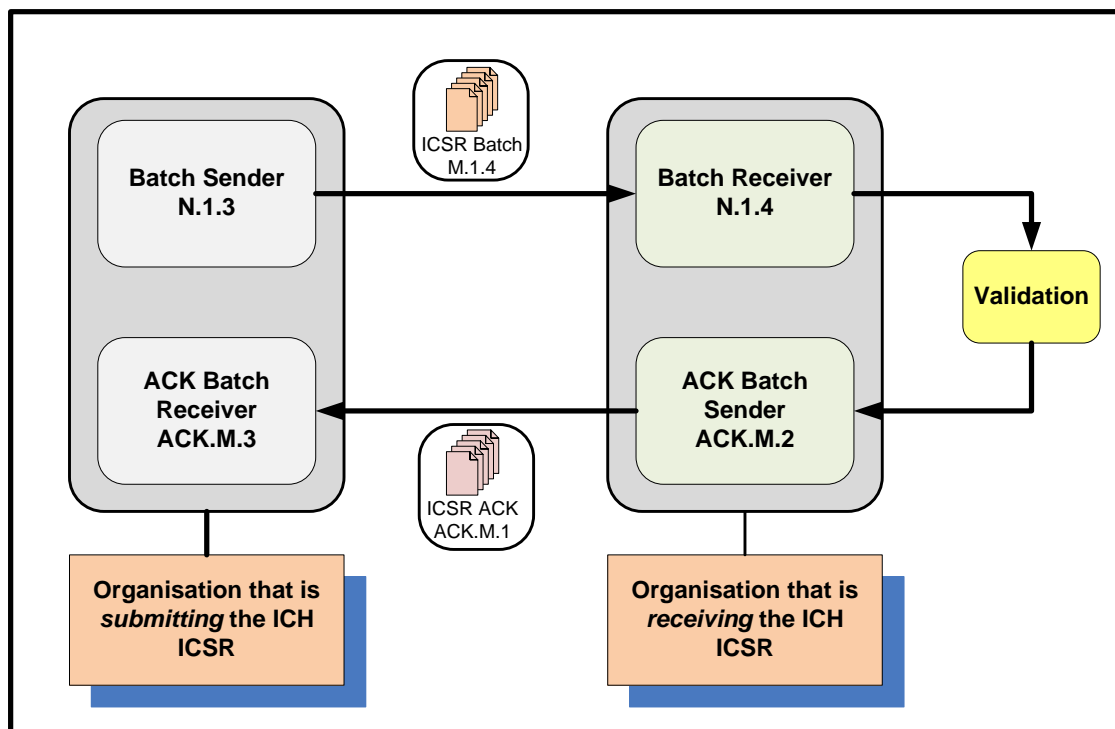 ICSR Batch
M.1.4
Batch Sender
N.1.3
Batch Receiver
N.1.4
Validation
ACK Batch
Receiver
ACK.M.3
ACK Batch
Sender
ACK.M.2
ICSR ACK
ACK.M.1
Organisation that is
submitting the ICH
ICSR
Organisation that is
receiving the ICH
ICSR